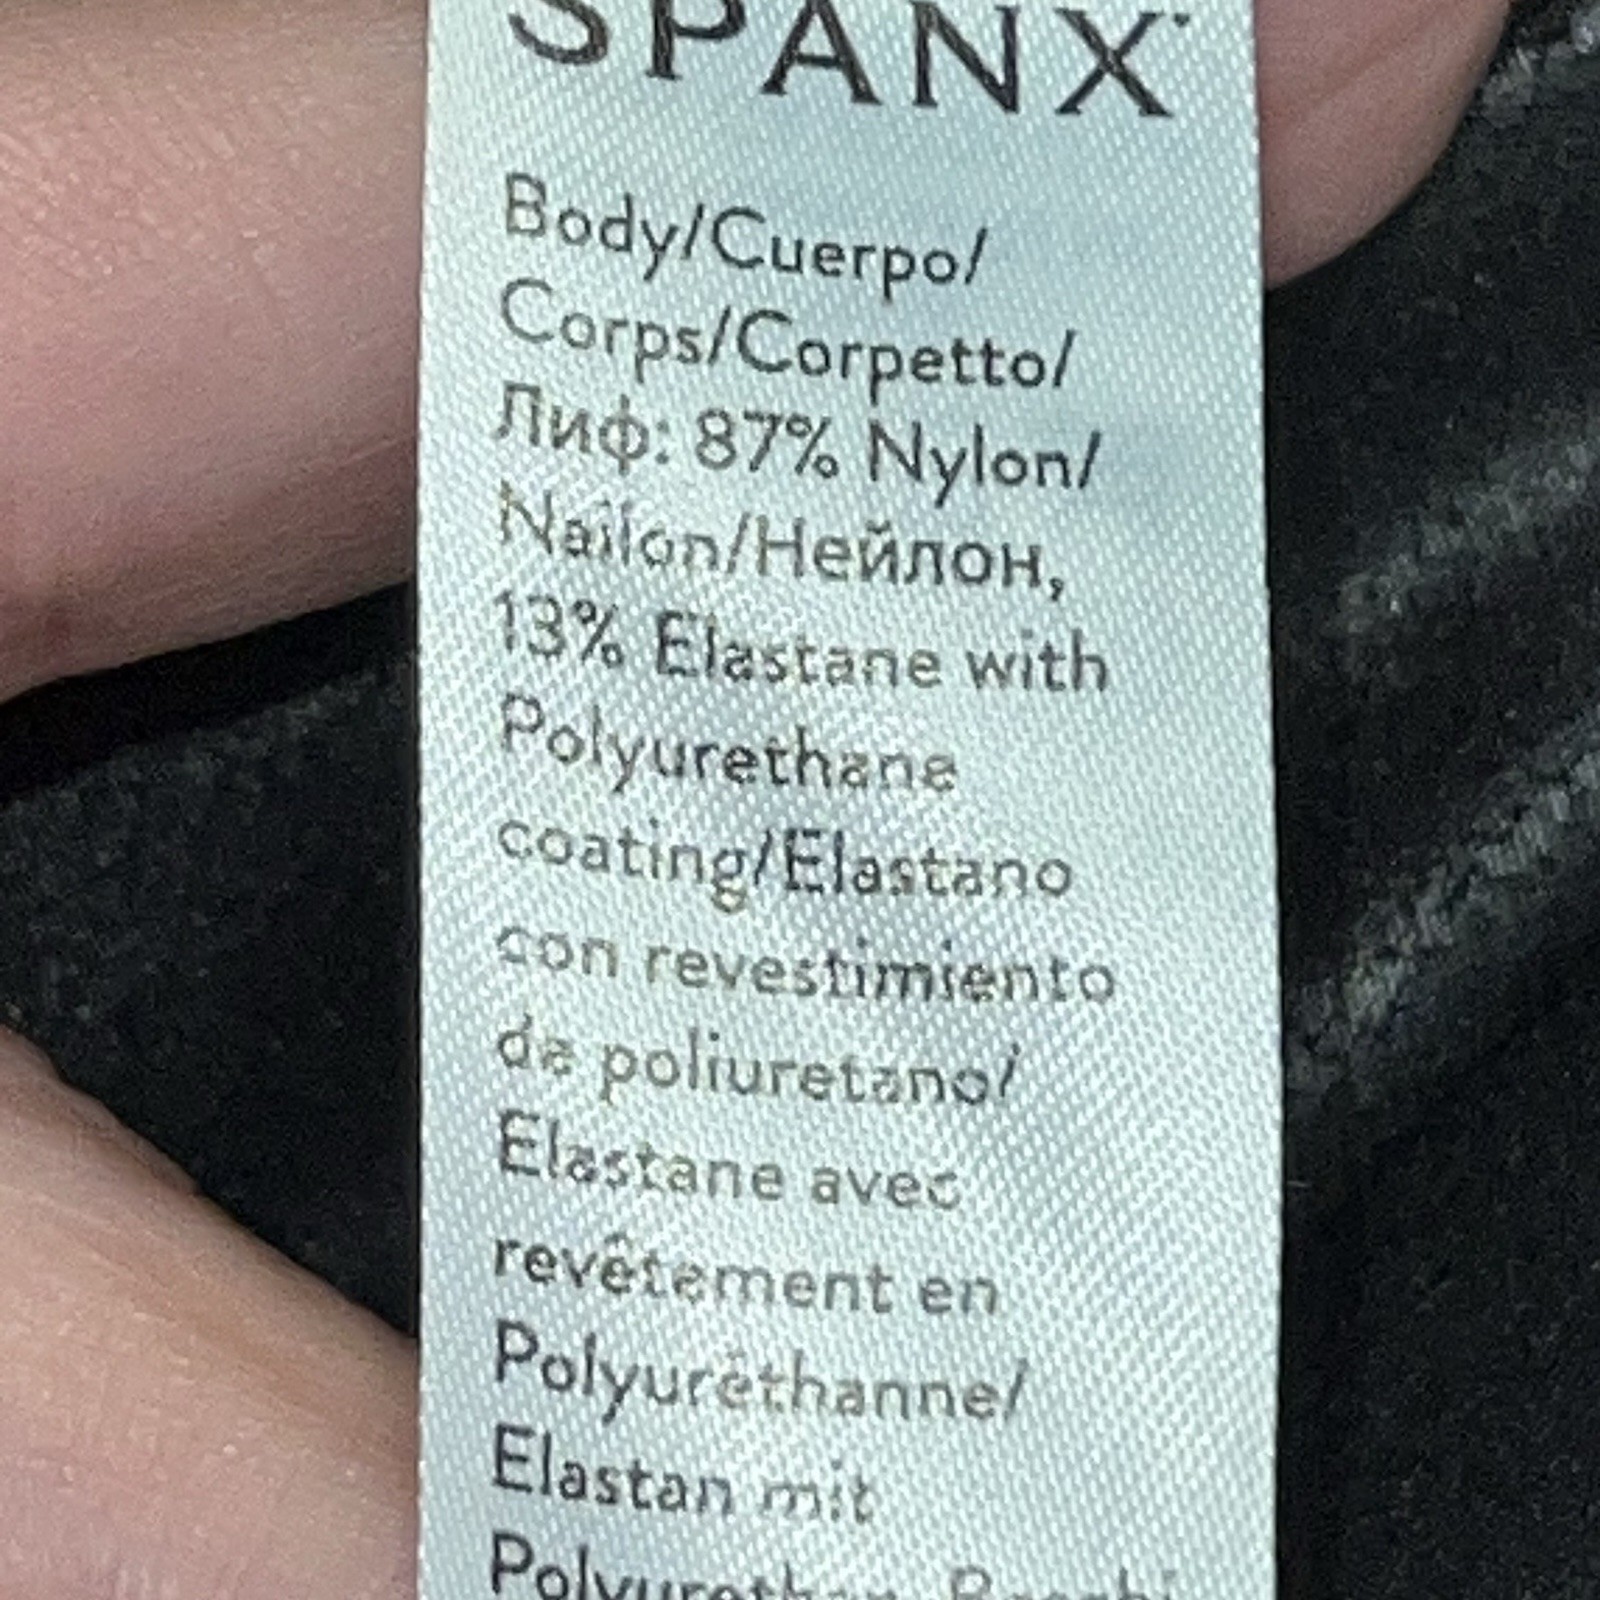 SPANX
Body/Cuerpo/
Corps/Corpetto/
Лиф: 87% Nylon/
Nailon/Нейлон,
13% Elastane with
Polyurethane
coating/Elastano
con revestimiento
de poliuretano/
Elastane avec
revêtement en
Polyuréthanne/
Elastan mit